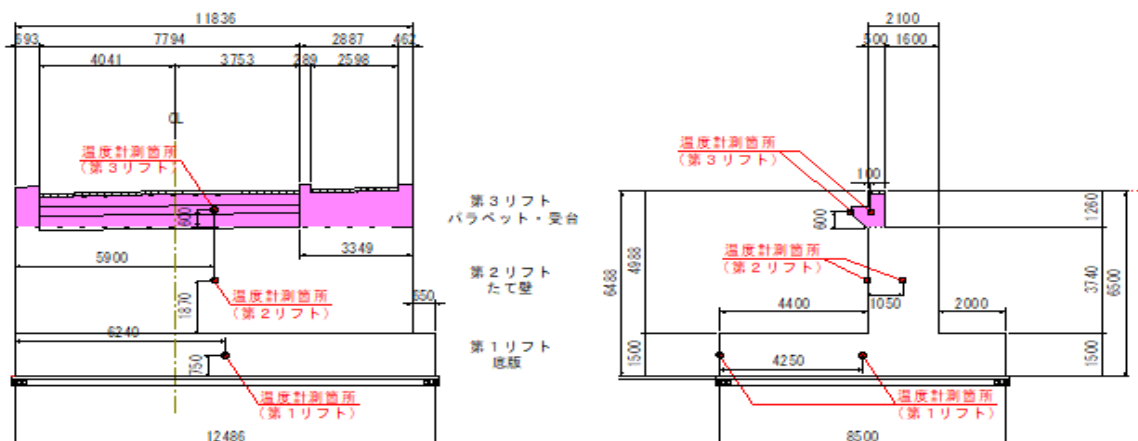 11836
693
7794
2887
462
4041
3753
289
2598
CL
温度計測箇所
（第３リフト）
600
5900
3349
1870
温度計測箇所
（第２リフト）
650
6240
750
温度計測箇所
（第１リフト）
12486
第３リフト
パラペット・受台
第２リフト
たて壁
第１リフト
底版
2100
500
1600
温度計測箇所
（第３リフト）
100
600
1260
4988
6488
温度計測箇所
（第２リフト）
3740
6500
4400
1050
2000
1500
4250
1500
温度計測箇所
（第１リフト）
8500